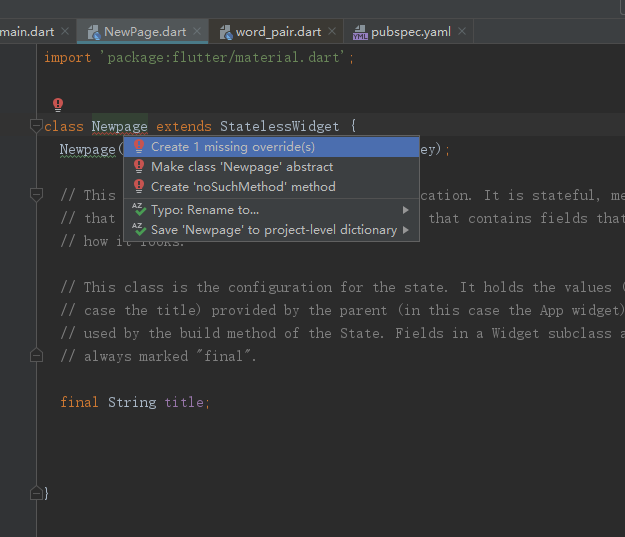 main.dart NewPage.dart word_pair.dart pubspec.yaml
import 'package:flutter/material.dart';
class Newpage extends StatelessWidget {
Newpage( ey);
Create 1 missing override(s)
Make class 'Newpage' abstract
Create 'noSuchMethod' method
Typo: Rename to...
Save 'Newpage' to project-level dictionary
// This cation. It is stateful, me
// that that contains fields that
// how it looks.
// This class is the configuration for the state. It holds the values (
// case the title) provided by the parent (in this case the App widget)
// used by the build method of the State. Fields in a Widget subclass a
// always marked "final".
final String title;
}